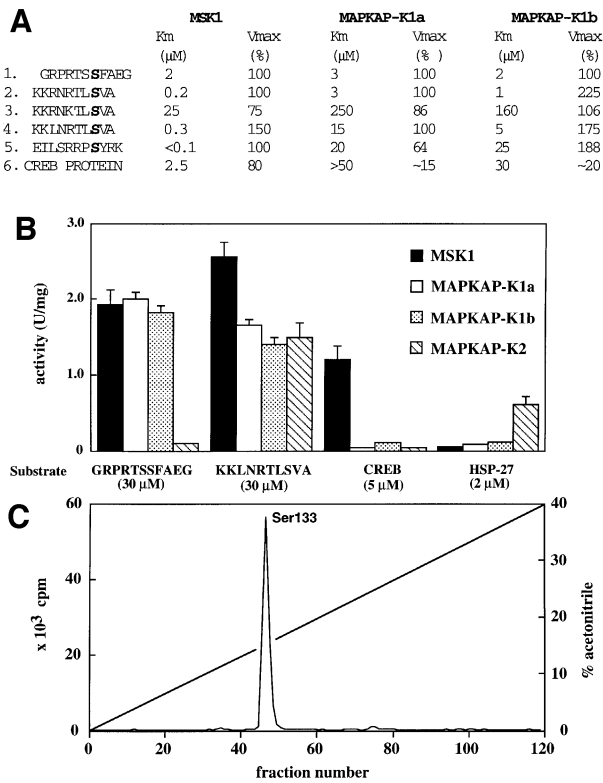 A
MSK1 MAPKAP-K1a MAPKAP-K1b
Km Vmax Km Vmax Km Vmax
(µM) (%) (µM) (% ) (µM) (%)
1. GRPRTSSFAEG 2 100 3 100 2 100
2. KKRNRTLSVA 0.2 100 3 100 1 225
3. KKRNKTLSVA 25 75 250 86 160 106
4. KKLNRTLSVA 0.3 150 15 100 5 175
5. EILSRRPSYRK <0.1 100 20 64 25 188
6. CREB PROTEIN 2.5 80 >50 ~15 30 ~20
B
3.0
2.0
1.0
0
activity (U/mg)
MSK1
MAPKAP-K1a
MAPKAP-K1b
MAPKAP-K2
Substrate GRPRTSSFAEG KKLNRTLSVA CREB HSP-27
(30 µM) (30 µM) (5 µM) (2 µM)
C
60
40
20
0
x 10³ cpm
Ser133
40
30
20
10
0
% acetonitrile
0 20 40 60 80 100 120
fraction number